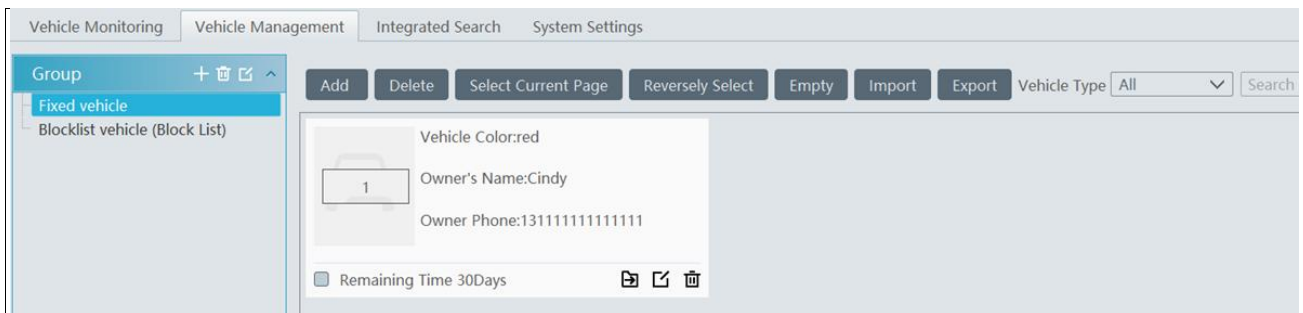 Vehicle Monitoring Vehicle Management Integrated Search System Settings
Group
Fixed vehicle
Blocklist vehicle (Block List)
Add Delete Select Current Page Reversely Select Empty Import Export Vehicle Type All Search
Vehicle Color:red
1
Owner's Name:Cindy
Owner Phone:131111111111111
Remaining Time 30Days